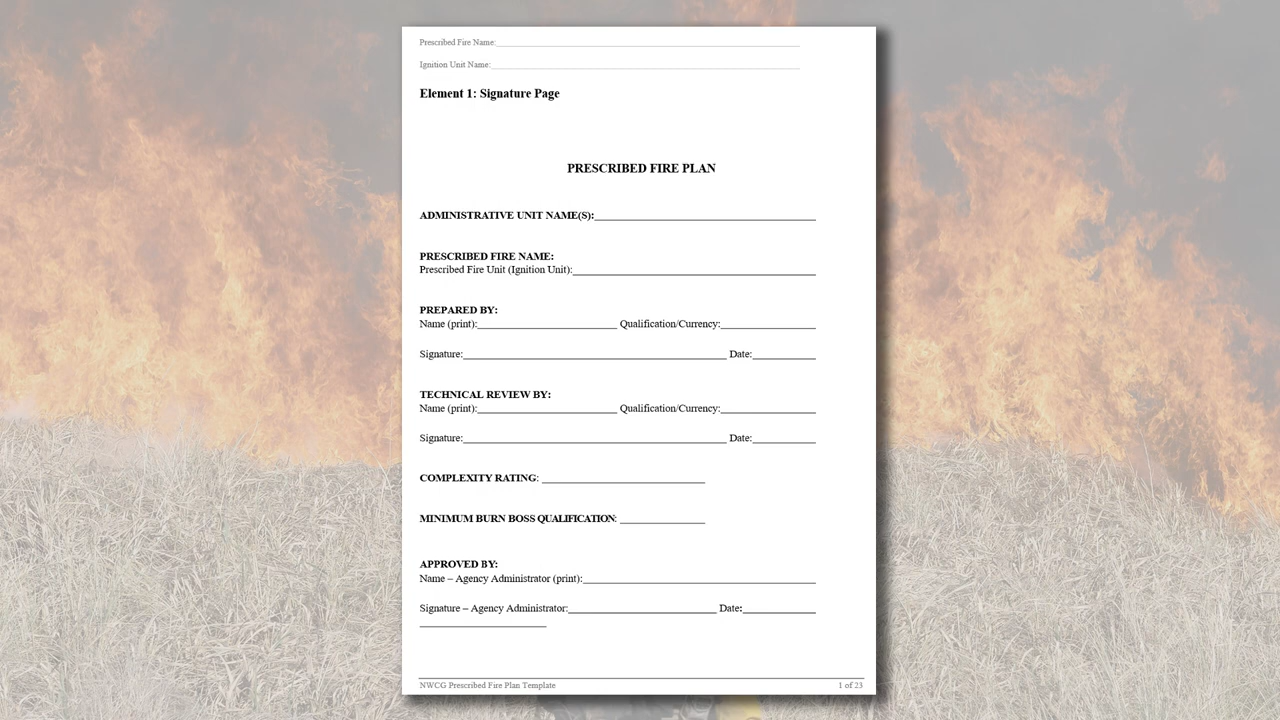 Prescribed Fire Name:
Ignition Unit Name:
Element 1: Signature Page
PRESCRIBED FIRE PLAN
ADMINISTRATIVE UNIT NAME(S):
PRESCRIBED FIRE NAME:
Prescribed Fire Unit (Ignition Unit):
PREPARED BY:
Name (print): Qualification/Currency:
Signature: Date:
TECHNICAL REVIEW BY:
Name (print): Qualification/Currency:
Signature: Date:
COMPLEXITY RATING:
MINIMUM BURN BOSS QUALIFICATION:
APPROVED BY:
Name – Agency Administrator (print):
Signature – Agency Administrator: Date:
NWCG Prescribed Fire Plan Template 1 of 23